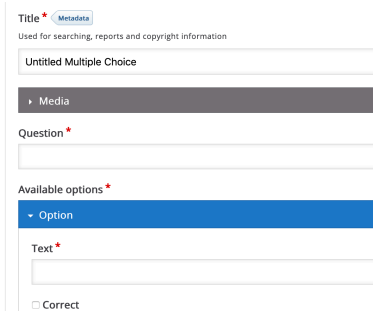 Title * Metadata
Used for searching, reports and copyright information
Untitled Multiple Choice
Media
Question *
Available options *
Option
Text *
Correct